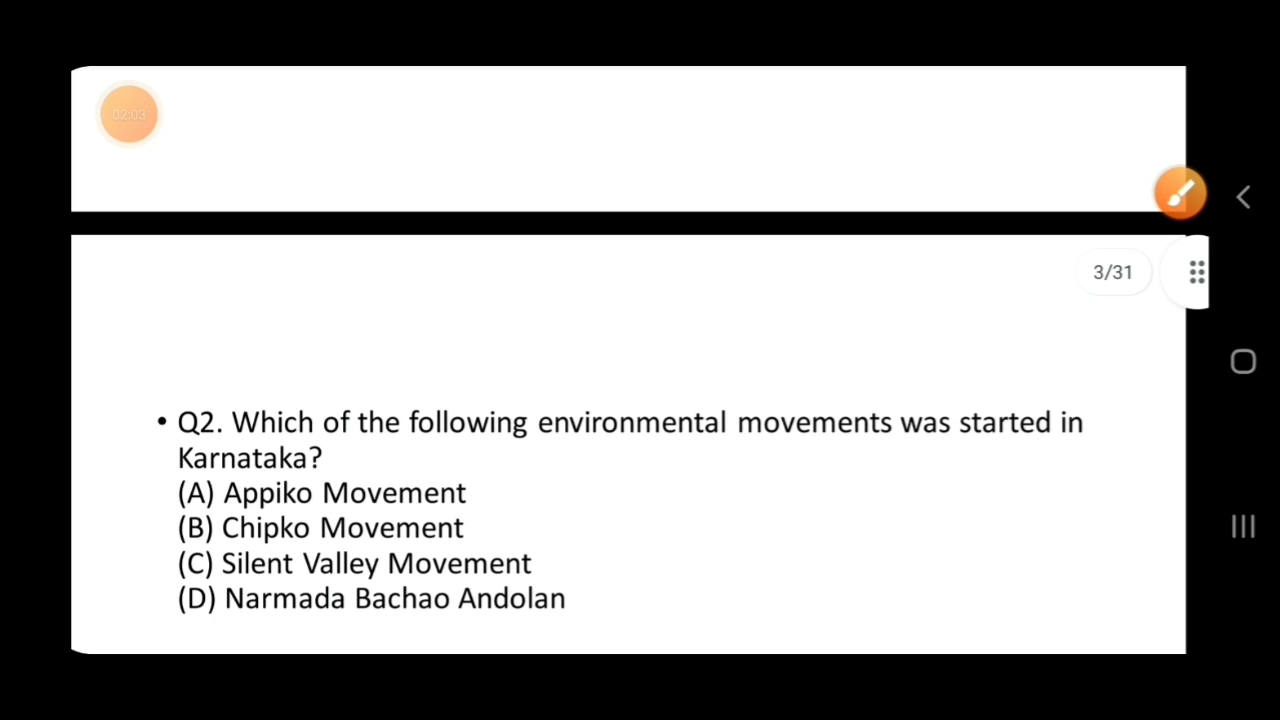 02:03
3/31
• Q2. Which of the following environmental movements was started in
Karnataka?
(A) Appiko Movement
(B) Chipko Movement
(C) Silent Valley Movement
(D) Narmada Bachao Andolan